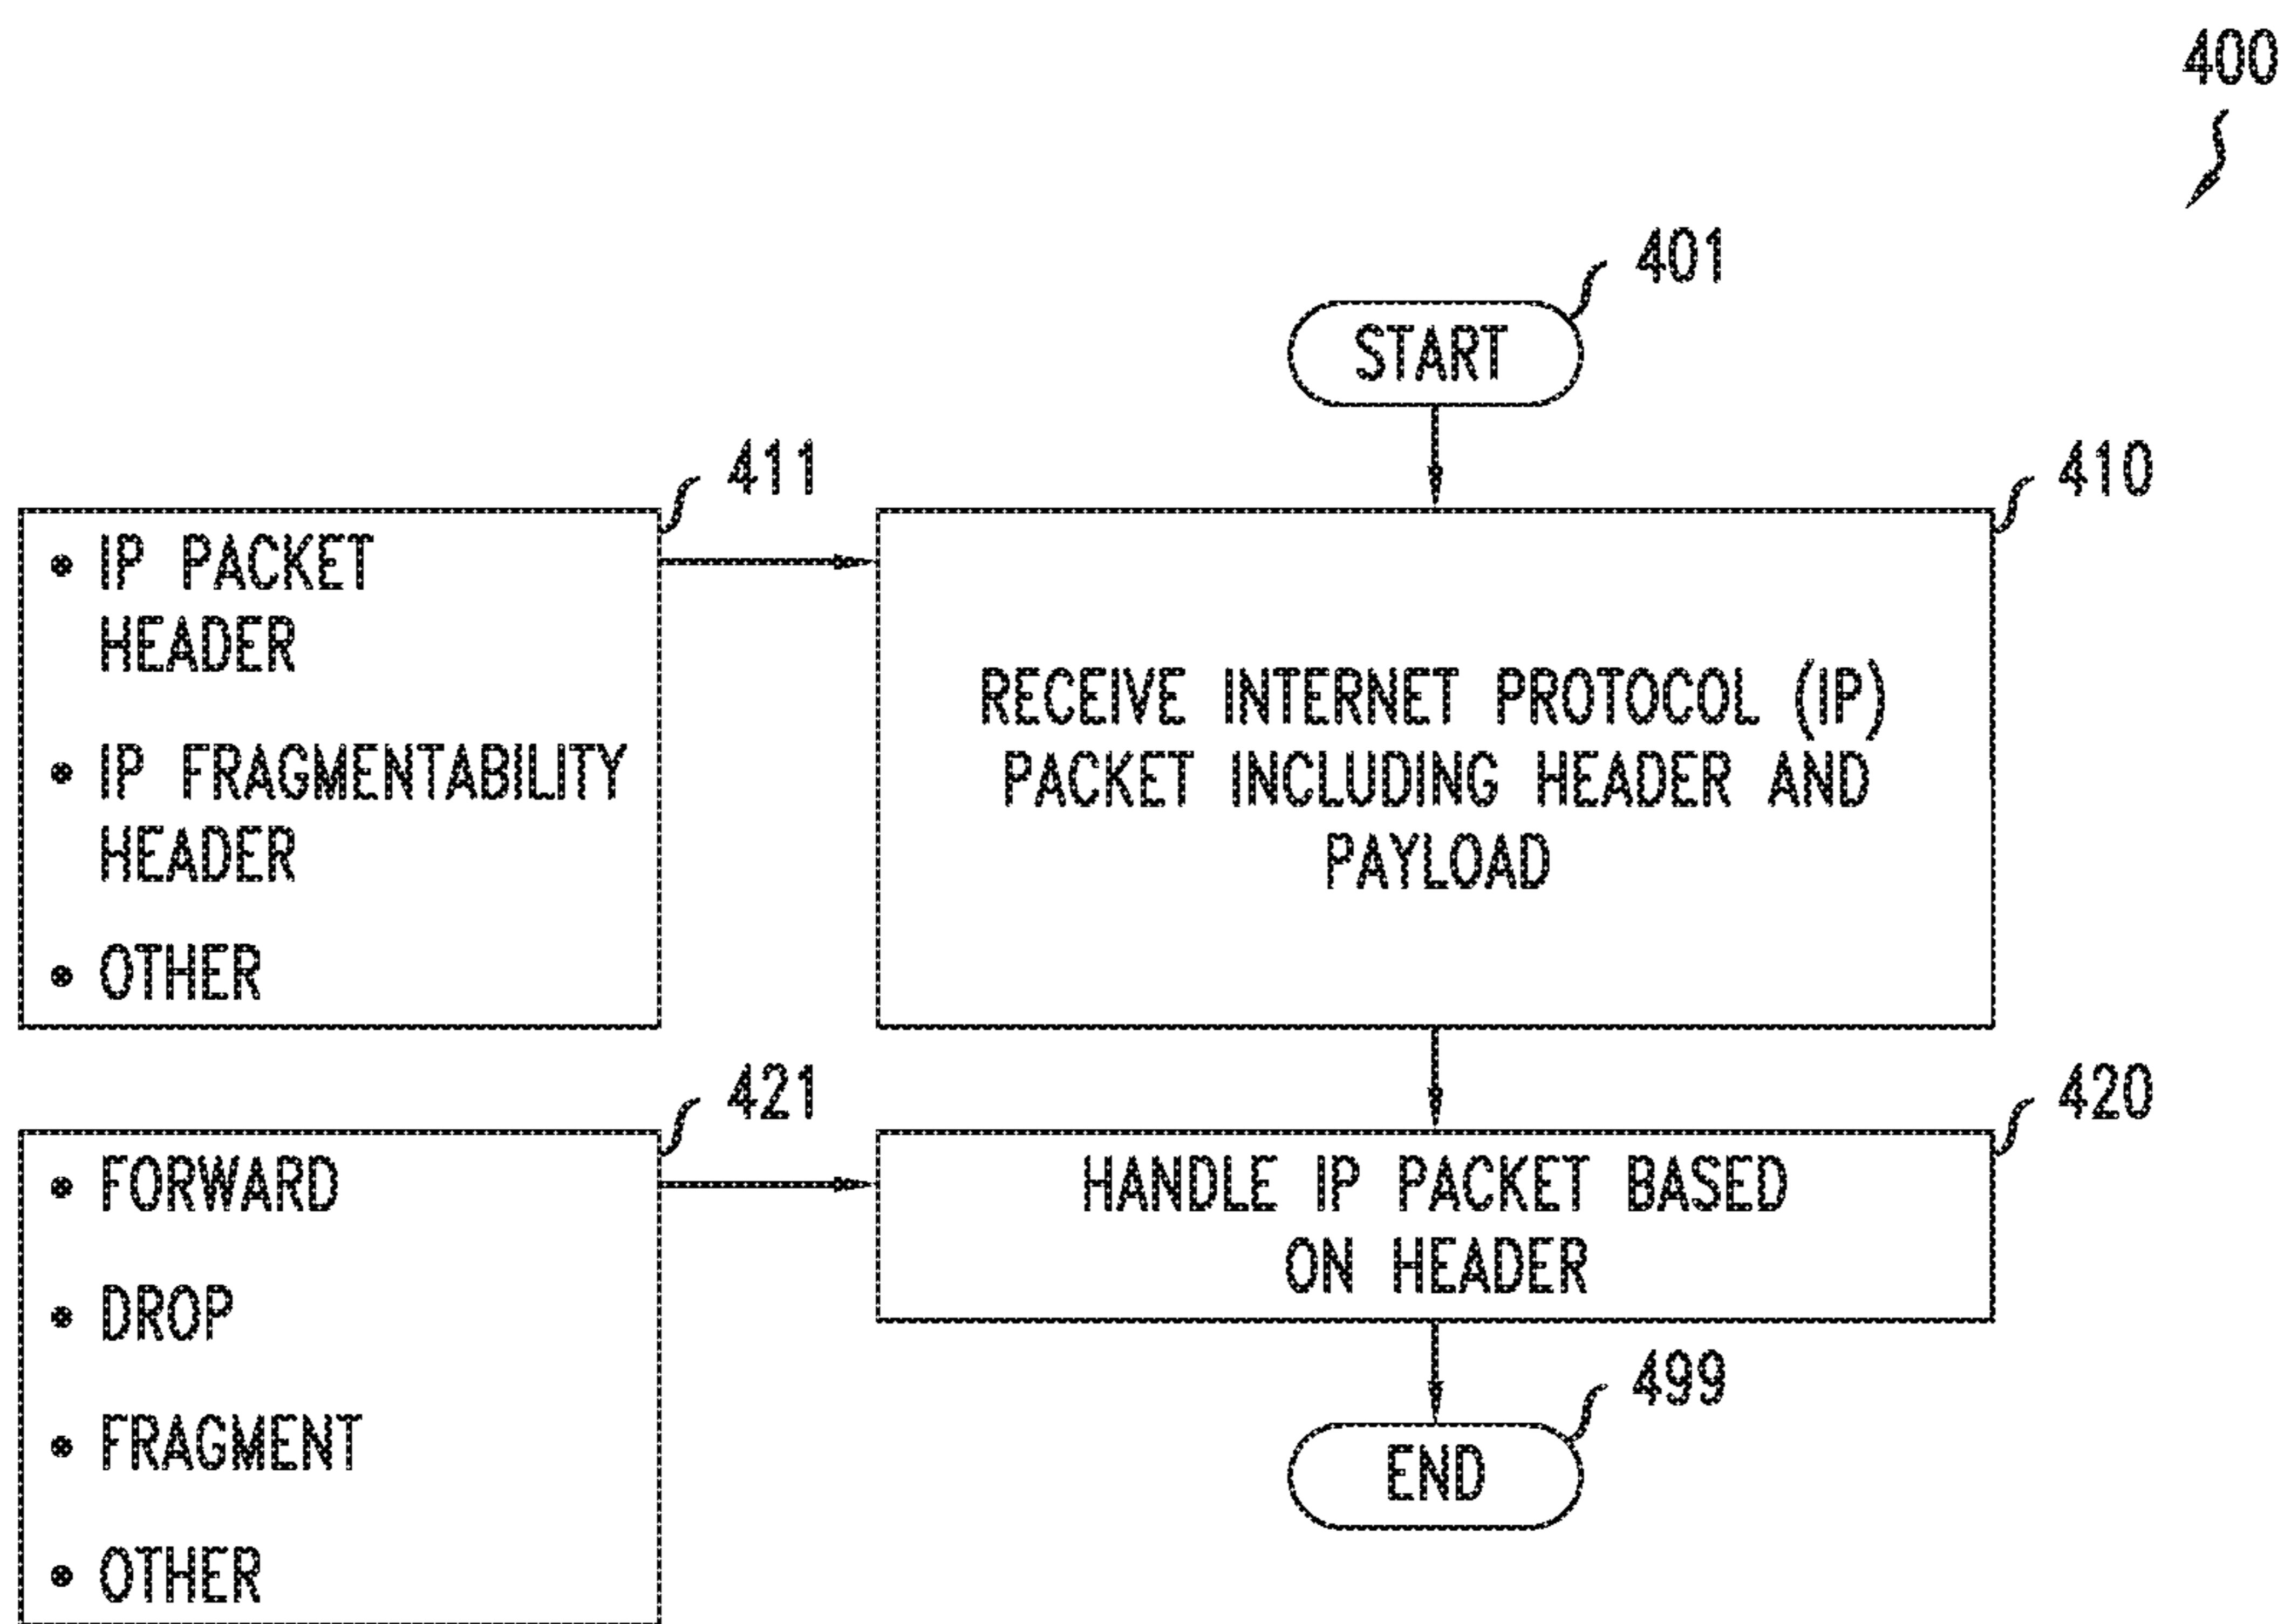 400
401
START
411
410
• IP PACKET
HEADER
• IP FRAGMENTABILITY
HEADER
• OTHER
RECEIVE INTERNET PROTOCOL (IP)
PACKET INCLUDING HEADER AND
PAYLOAD
421
420
• FORWARD
• DROP
• FRAGMENT
• OTHER
HANDLE IP PACKET BASED
ON HEADER
499
END